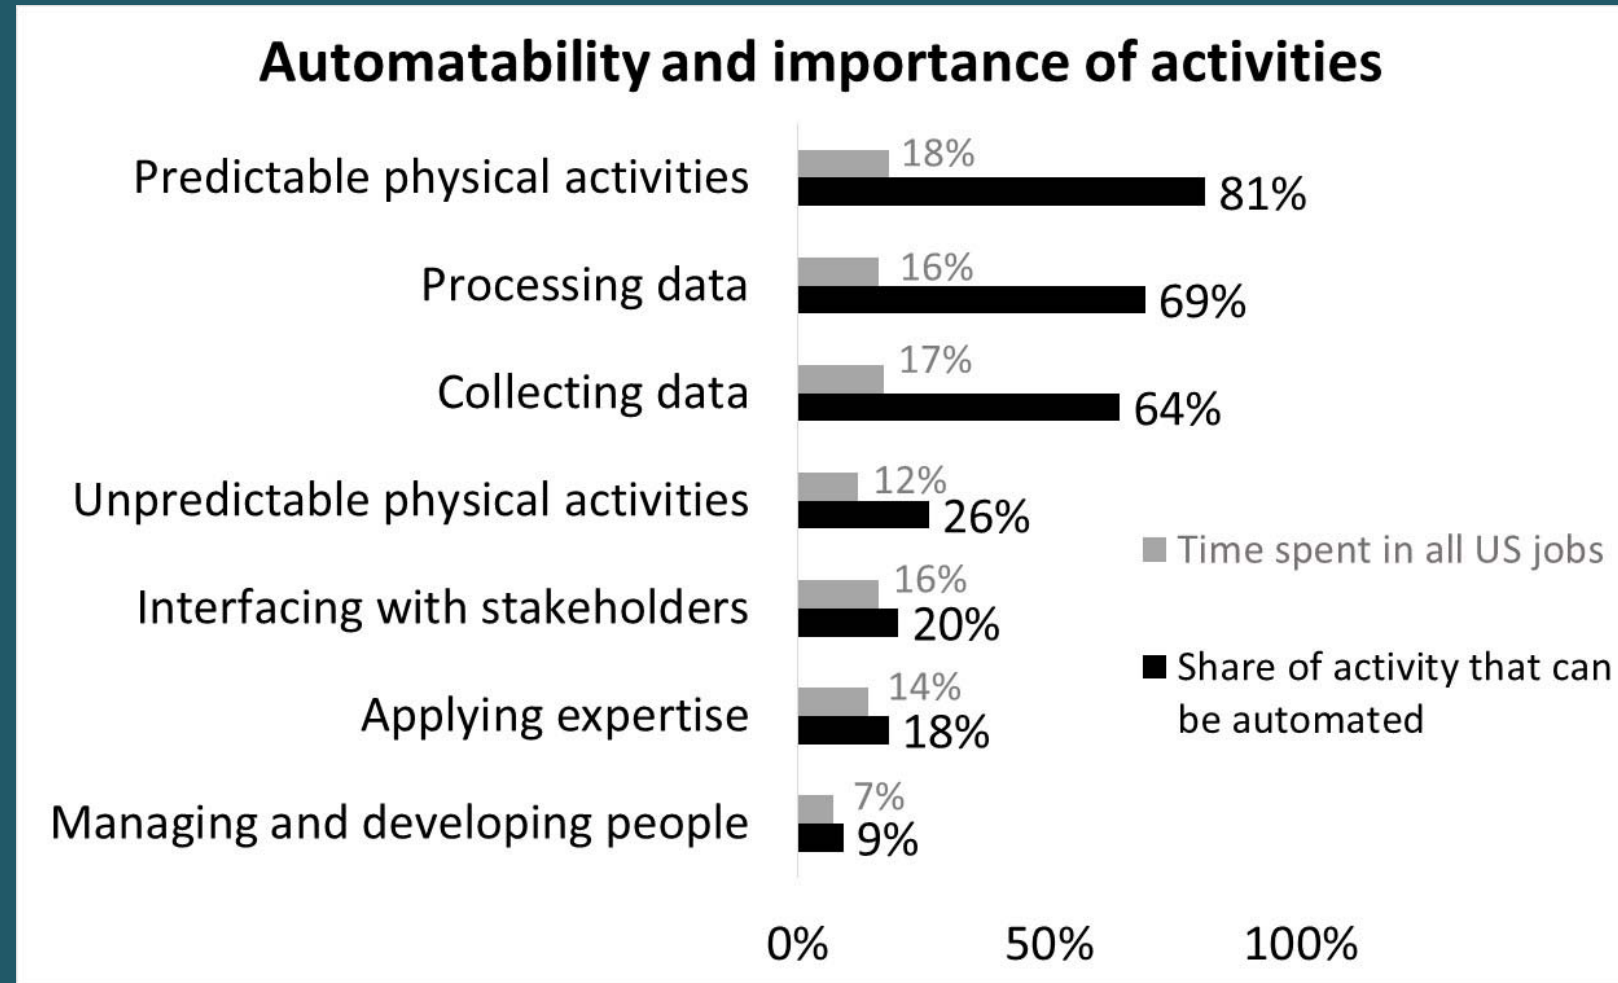 Automatability and importance of activities
Predictable physical activities
18%
81%
Processing data
16%
69%
Collecting data
17%
64%
Unpredictable physical activities
12%
26%
Interfacing with stakeholders
16%
20%
Applying expertise
14%
18%
Managing and developing people
7%
9%
Time spent in all US jobs
Share of activity that can
be automated
0% 50% 100%